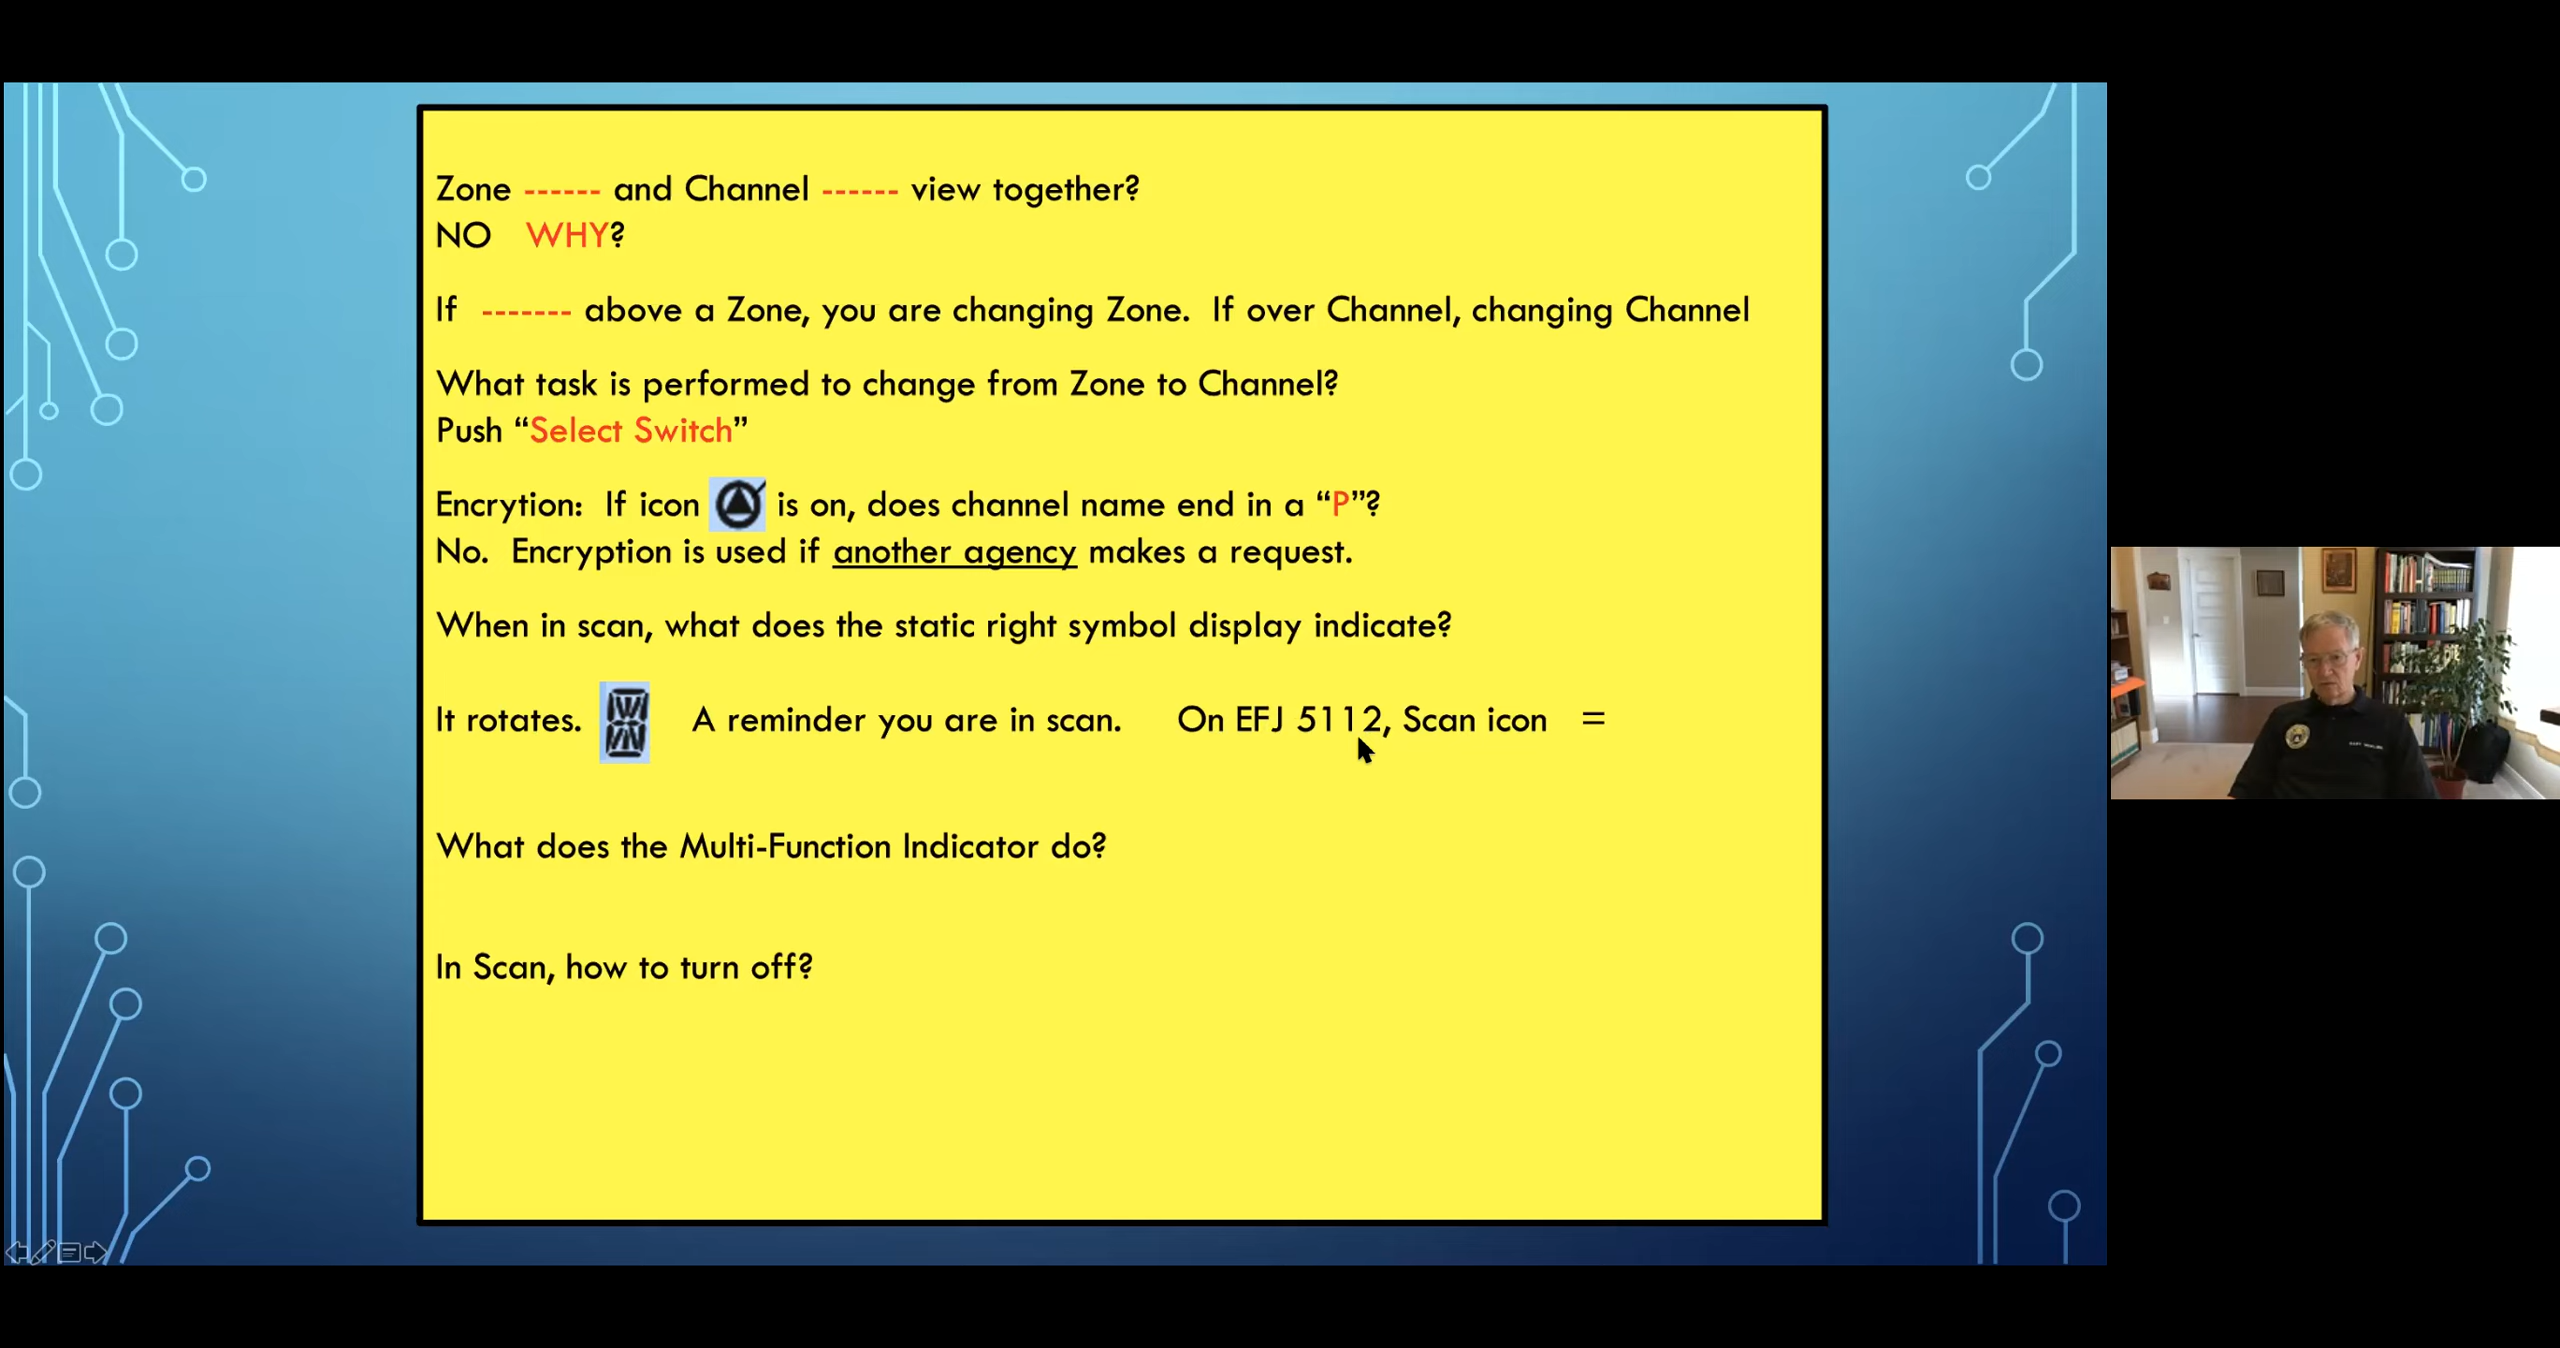 Zone ------ and Channel ------ view together?
NO WHY?
If ------- above a Zone, you are changing Zone. If over Channel, changing Channel
What task is performed to change from Zone to Channel?
Push “Select Switch”
Encrytion: If icon is on, does channel name end in a “P”?
No. Encryption is used if another agency makes a request.
When in scan, what does the static right symbol display indicate?
It rotates. A reminder you are in scan. On EFJ 5112, Scan icon =
What does the Multi-Function Indicator do?
In Scan, how to turn off?